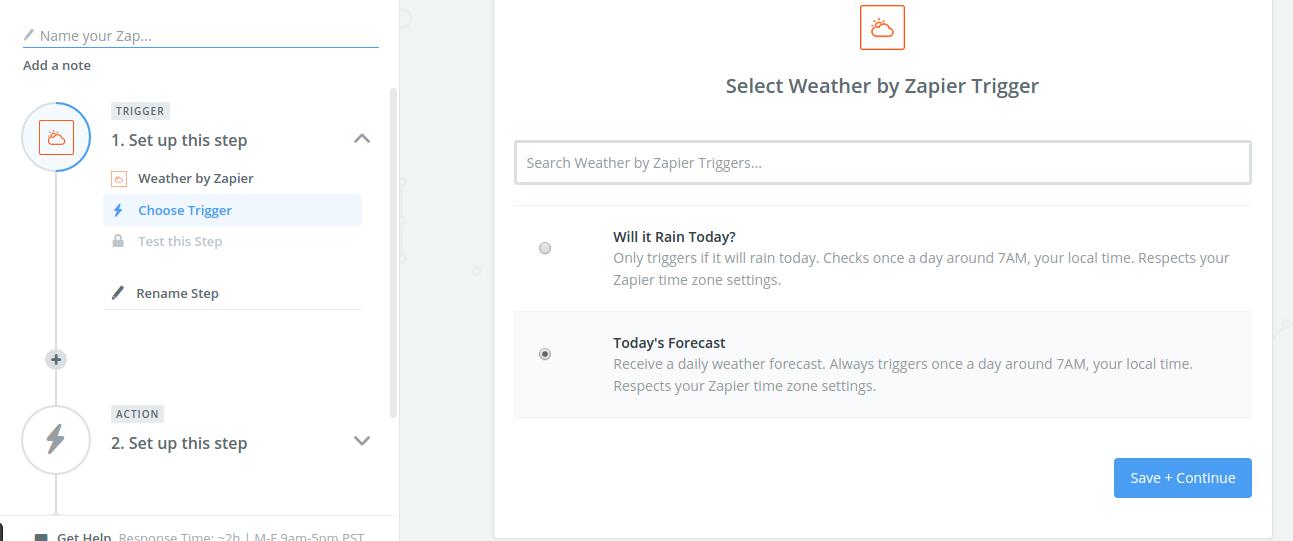 Name your Zap...
Add a note
TRIGGER
1. Set up this step
Weather by Zapier
Choose Trigger
Test this Step
Rename Step
ACTION
2. Set up this step
Get Help Response Time: ~2h | M-F 9am-5pm PST
Select Weather by Zapier Trigger
Search Weather by Zapier Triggers...
Will it Rain Today?
Only triggers if it will rain today. Checks once a day around 7AM, your local time. Respects your
Zapier time zone settings.
Today's Forecast
Receive a daily weather forecast. Always triggers once a day around 7AM, your local time.
Respects your Zapier time zone settings.
Save + Continue